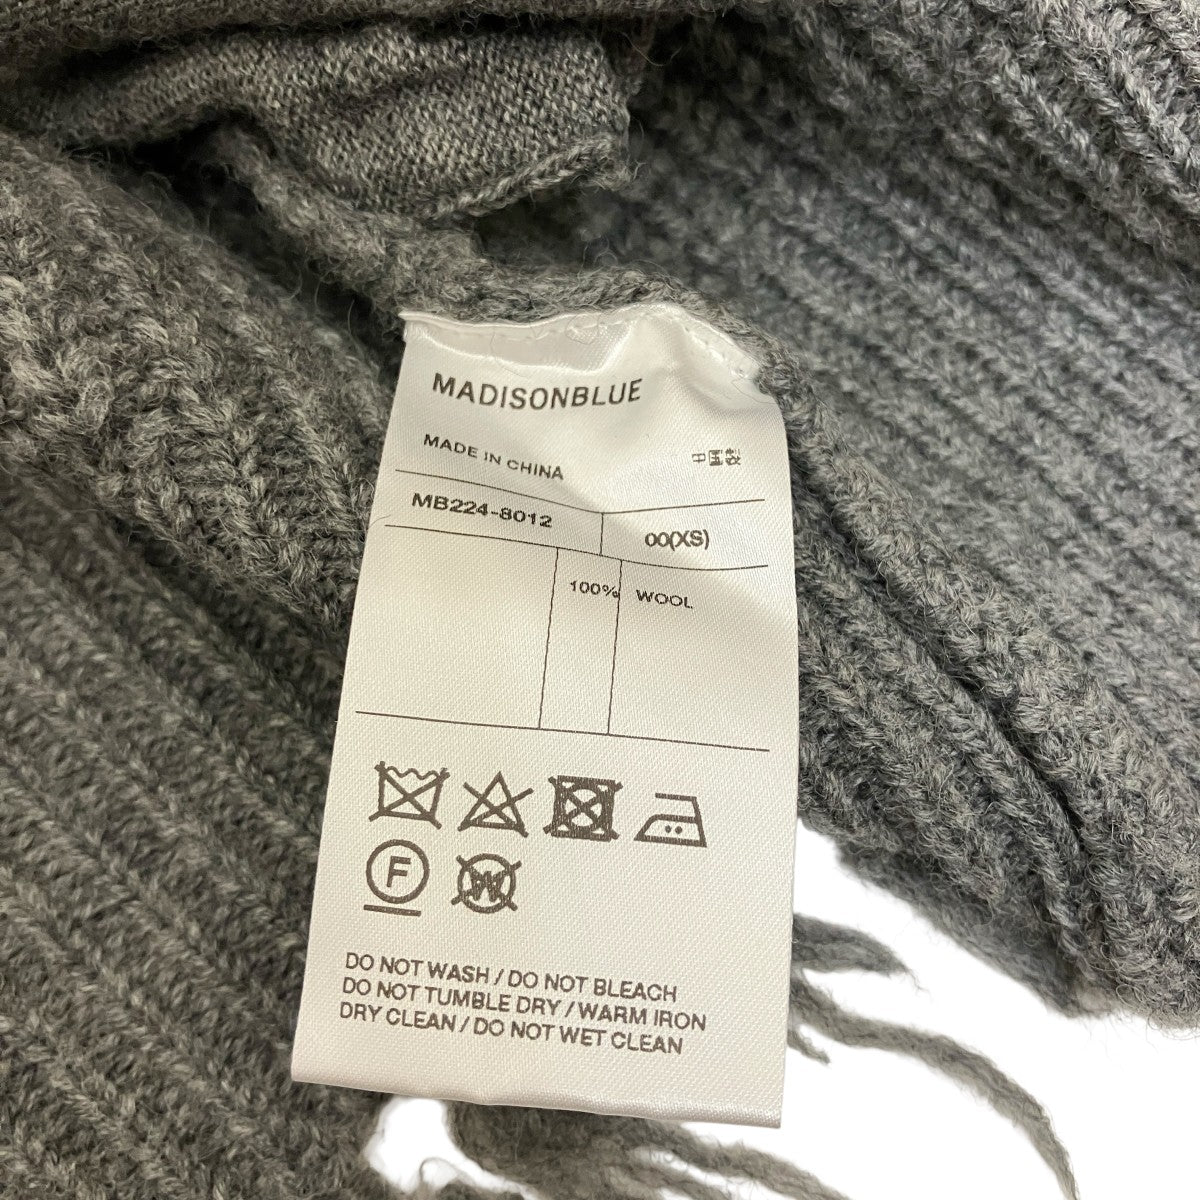 MADISONBLUE
MADE IN CHINA 中国製
MB224-8012 00(XS)
100% WOOL
F
W
DO NOT WASH / DO NOT BLEACH
DO NOT TUMBLE DRY / WARM IRON
DRY CLEAN / DO NOT WET CLEAN